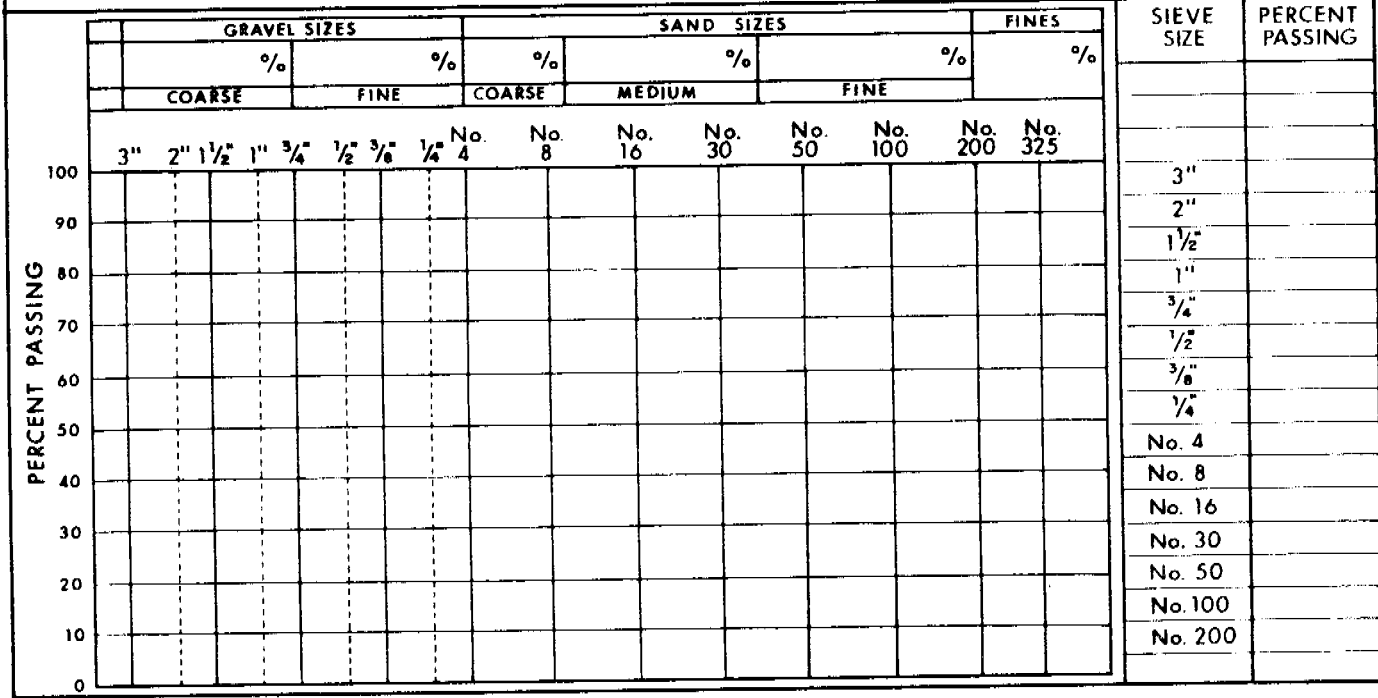 GRAVEL SIZES SAND SIZES FINES
% % % % % %
COARSE FINE COARSE MEDIUM FINE
3" 2" 1 1/2" 1" 3/4" 1/2" 3/8" 1/4" No. 4 No. 8 No. 16 No. 30 No. 50 No. 100 No. 200 No. 325
PERCENT PASSING
100
90
80
70
60
50
40
30
20
10
0
SIEVE SIZE PERCENT PASSING
3"
2"
1 1/2"
1"
3/4"
1/2"
3/8"
1/4"
No. 4
No. 8
No. 16
No. 30
No. 50
No. 100
No. 200